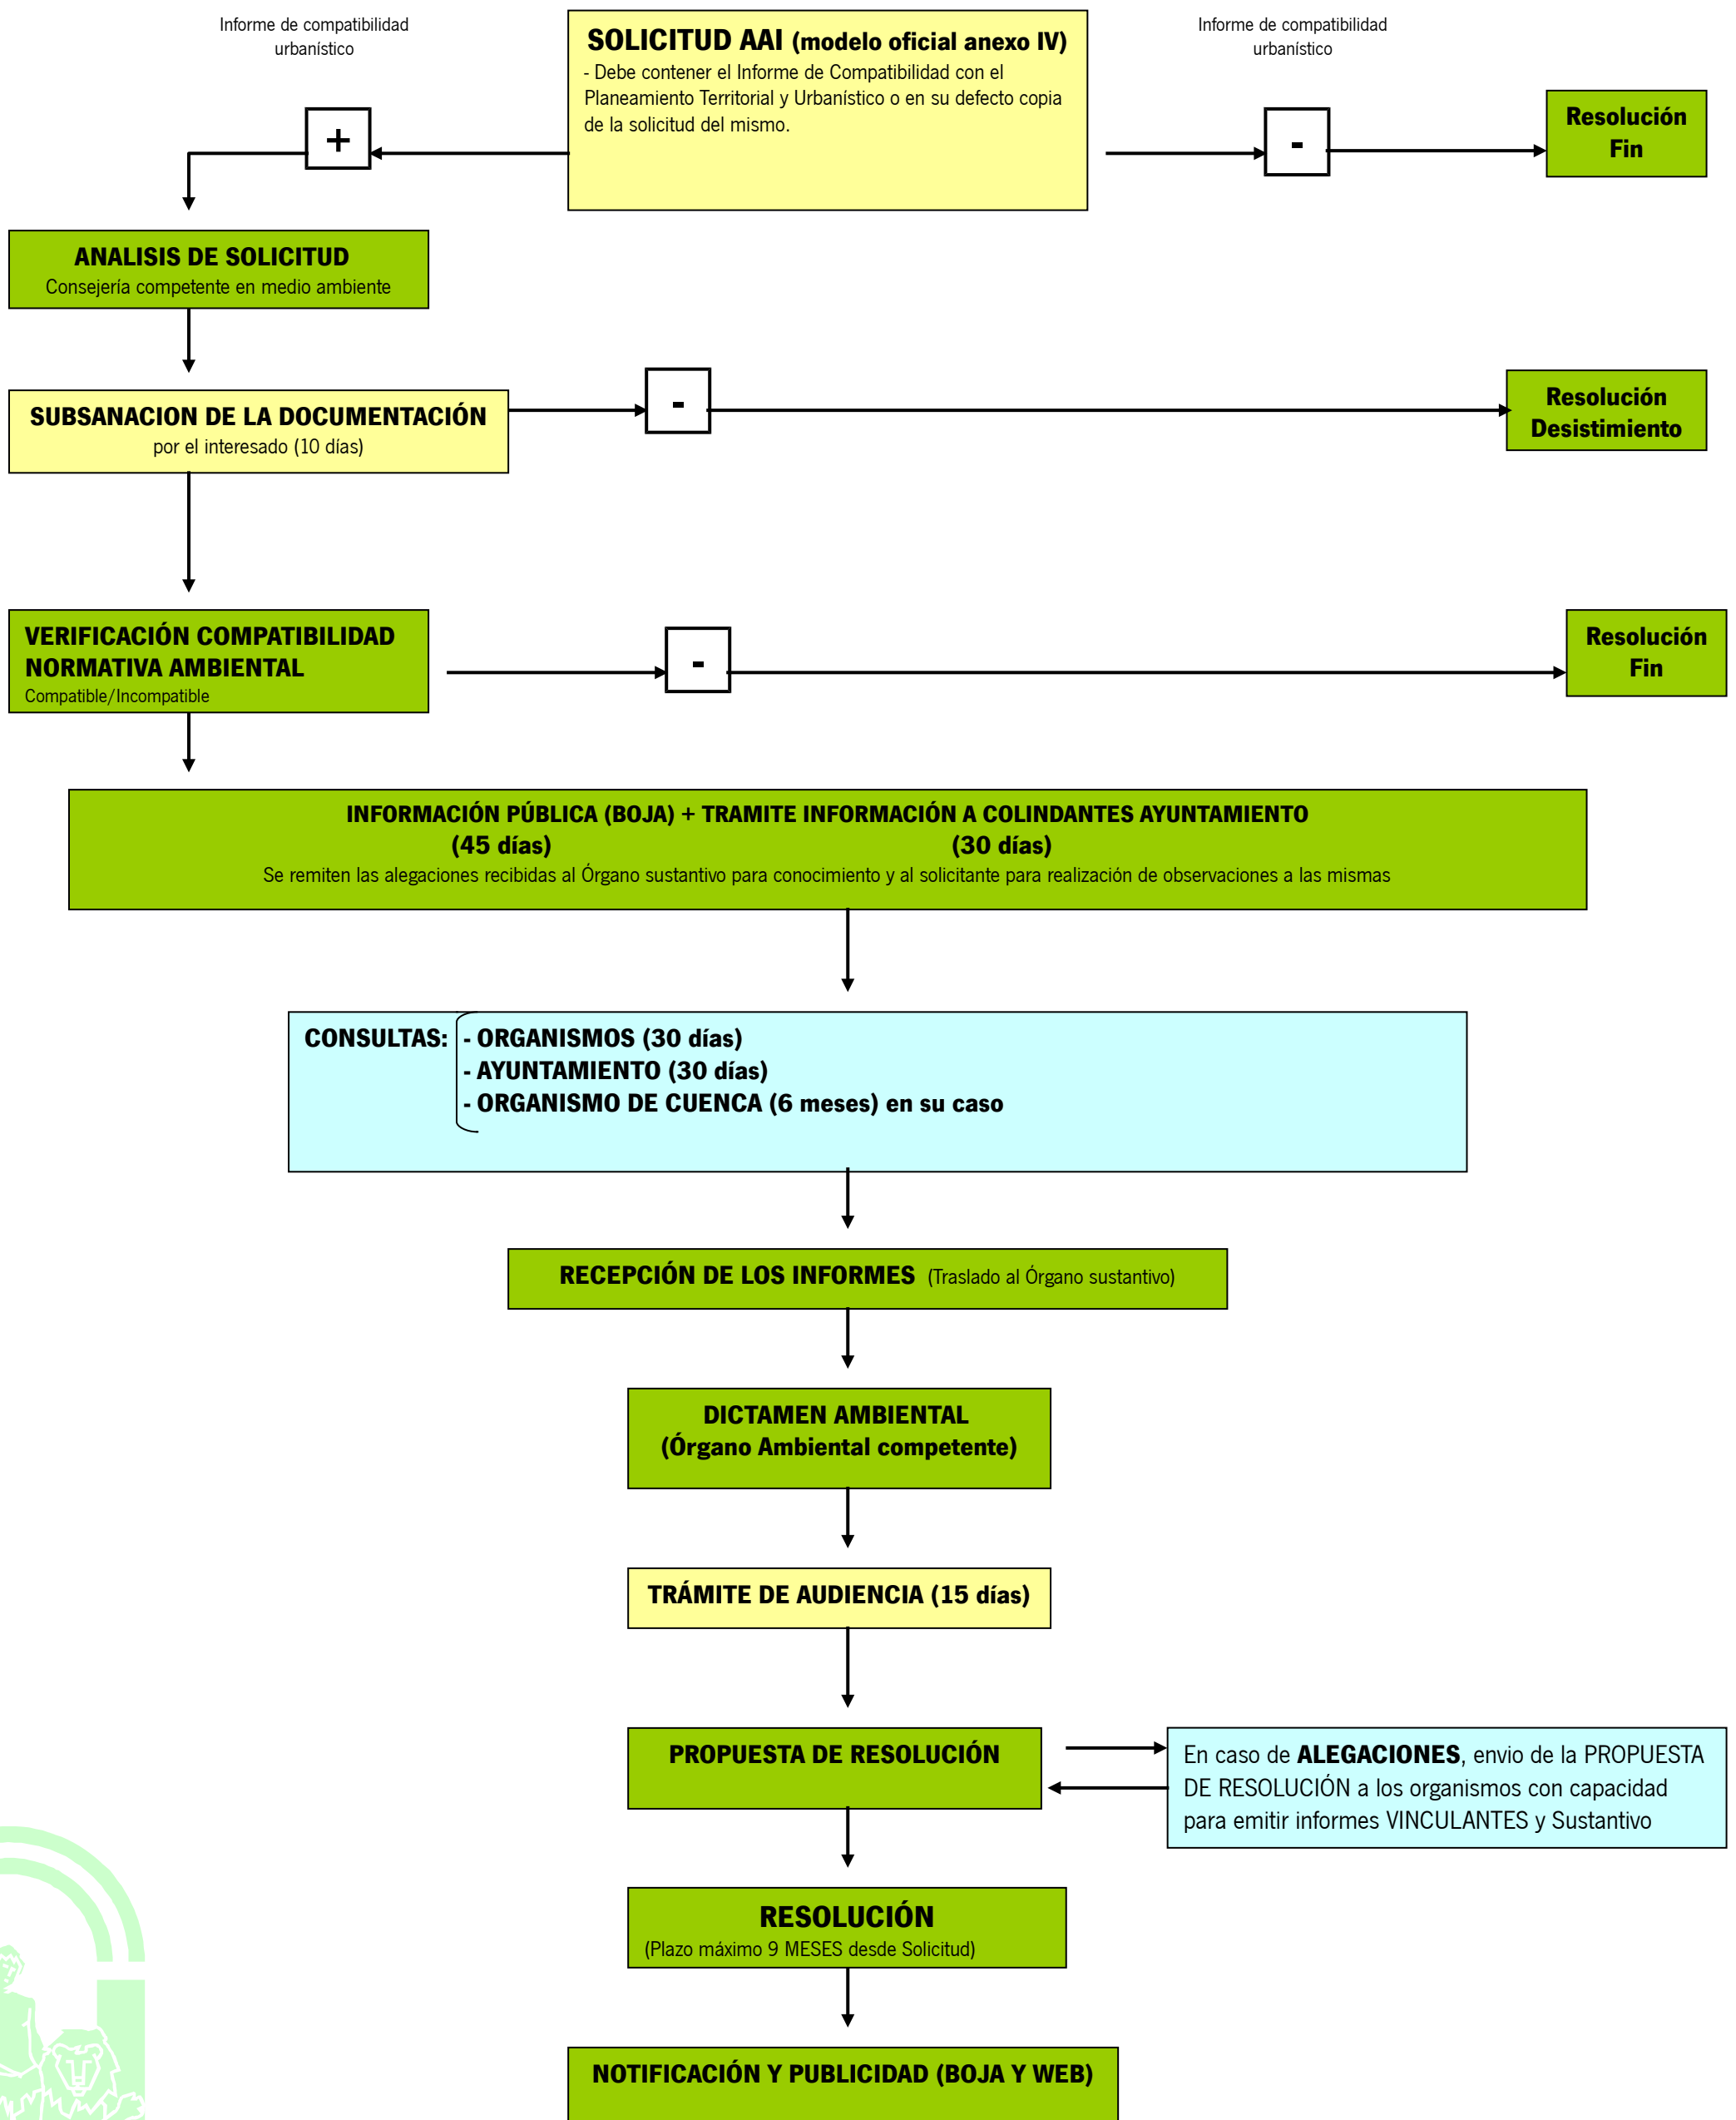 Informe de compatibilidad
urbanístico
SOLICITUD AAI (modelo oficial anexo IV)
- Debe contener el Informe de Compatibilidad con el
Planeamiento Territorial y Urbanístico o en su defecto copia
de la solicitud del mismo.
Informe de compatibilidad
urbanístico
+
-
Resolución
Fin
ANALISIS DE SOLICITUD
Consejería competente en medio ambiente
SUBSANACION DE LA DOCUMENTACIÓN
por el interesado (10 días)
-
Resolución
Desistimiento
VERIFICACIÓN COMPATIBILIDAD
NORMATIVA AMBIENTAL
Compatible/Incompatible
-
Resolución
Fin
INFORMACIÓN PÚBLICA (BOJA) + TRAMITE INFORMACIÓN A COLINDANTES AYUNTAMIENTO
(45 días) (30 días)
Se remiten las alegaciones recibidas al Órgano sustantivo para conocimiento y al solicitante para realización de observaciones a las mismas
CONSULTAS: - ORGANISMOS (30 días)
- AYUNTAMIENTO (30 días)
- ORGANISMO DE CUENCA (6 meses) en su caso
RECEPCIÓN DE LOS INFORMES (Traslado al Órgano sustantivo)
DICTAMEN AMBIENTAL
(Órgano Ambiental competente)
TRÁMITE DE AUDIENCIA (15 días)
PROPUESTA DE RESOLUCIÓN
En caso de ALEGACIONES, envio de la PROPUESTA
DE RESOLUCIÓN a los organismos con capacidad
para emitir informes VINCULANTES y Sustantivo
RESOLUCIÓN
(Plazo máximo 9 MESES desde Solicitud)
NOTIFICACIÓN Y PUBLICIDAD (BOJA Y WEB)